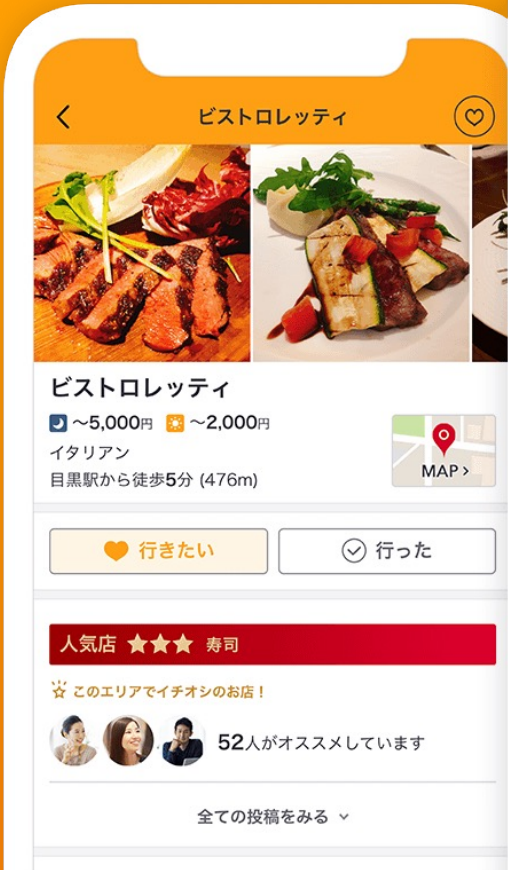 ビストロレッティ
ビストロレッティ
〜5,000円 〜2,000円
イタリアン
目黒駅から徒歩5分 (476m)
MAP
行きたい
行った
人気店 ★★★ 寿司
このエリアでイチオシのお店！
52人がオススメしています
全ての投稿をみる